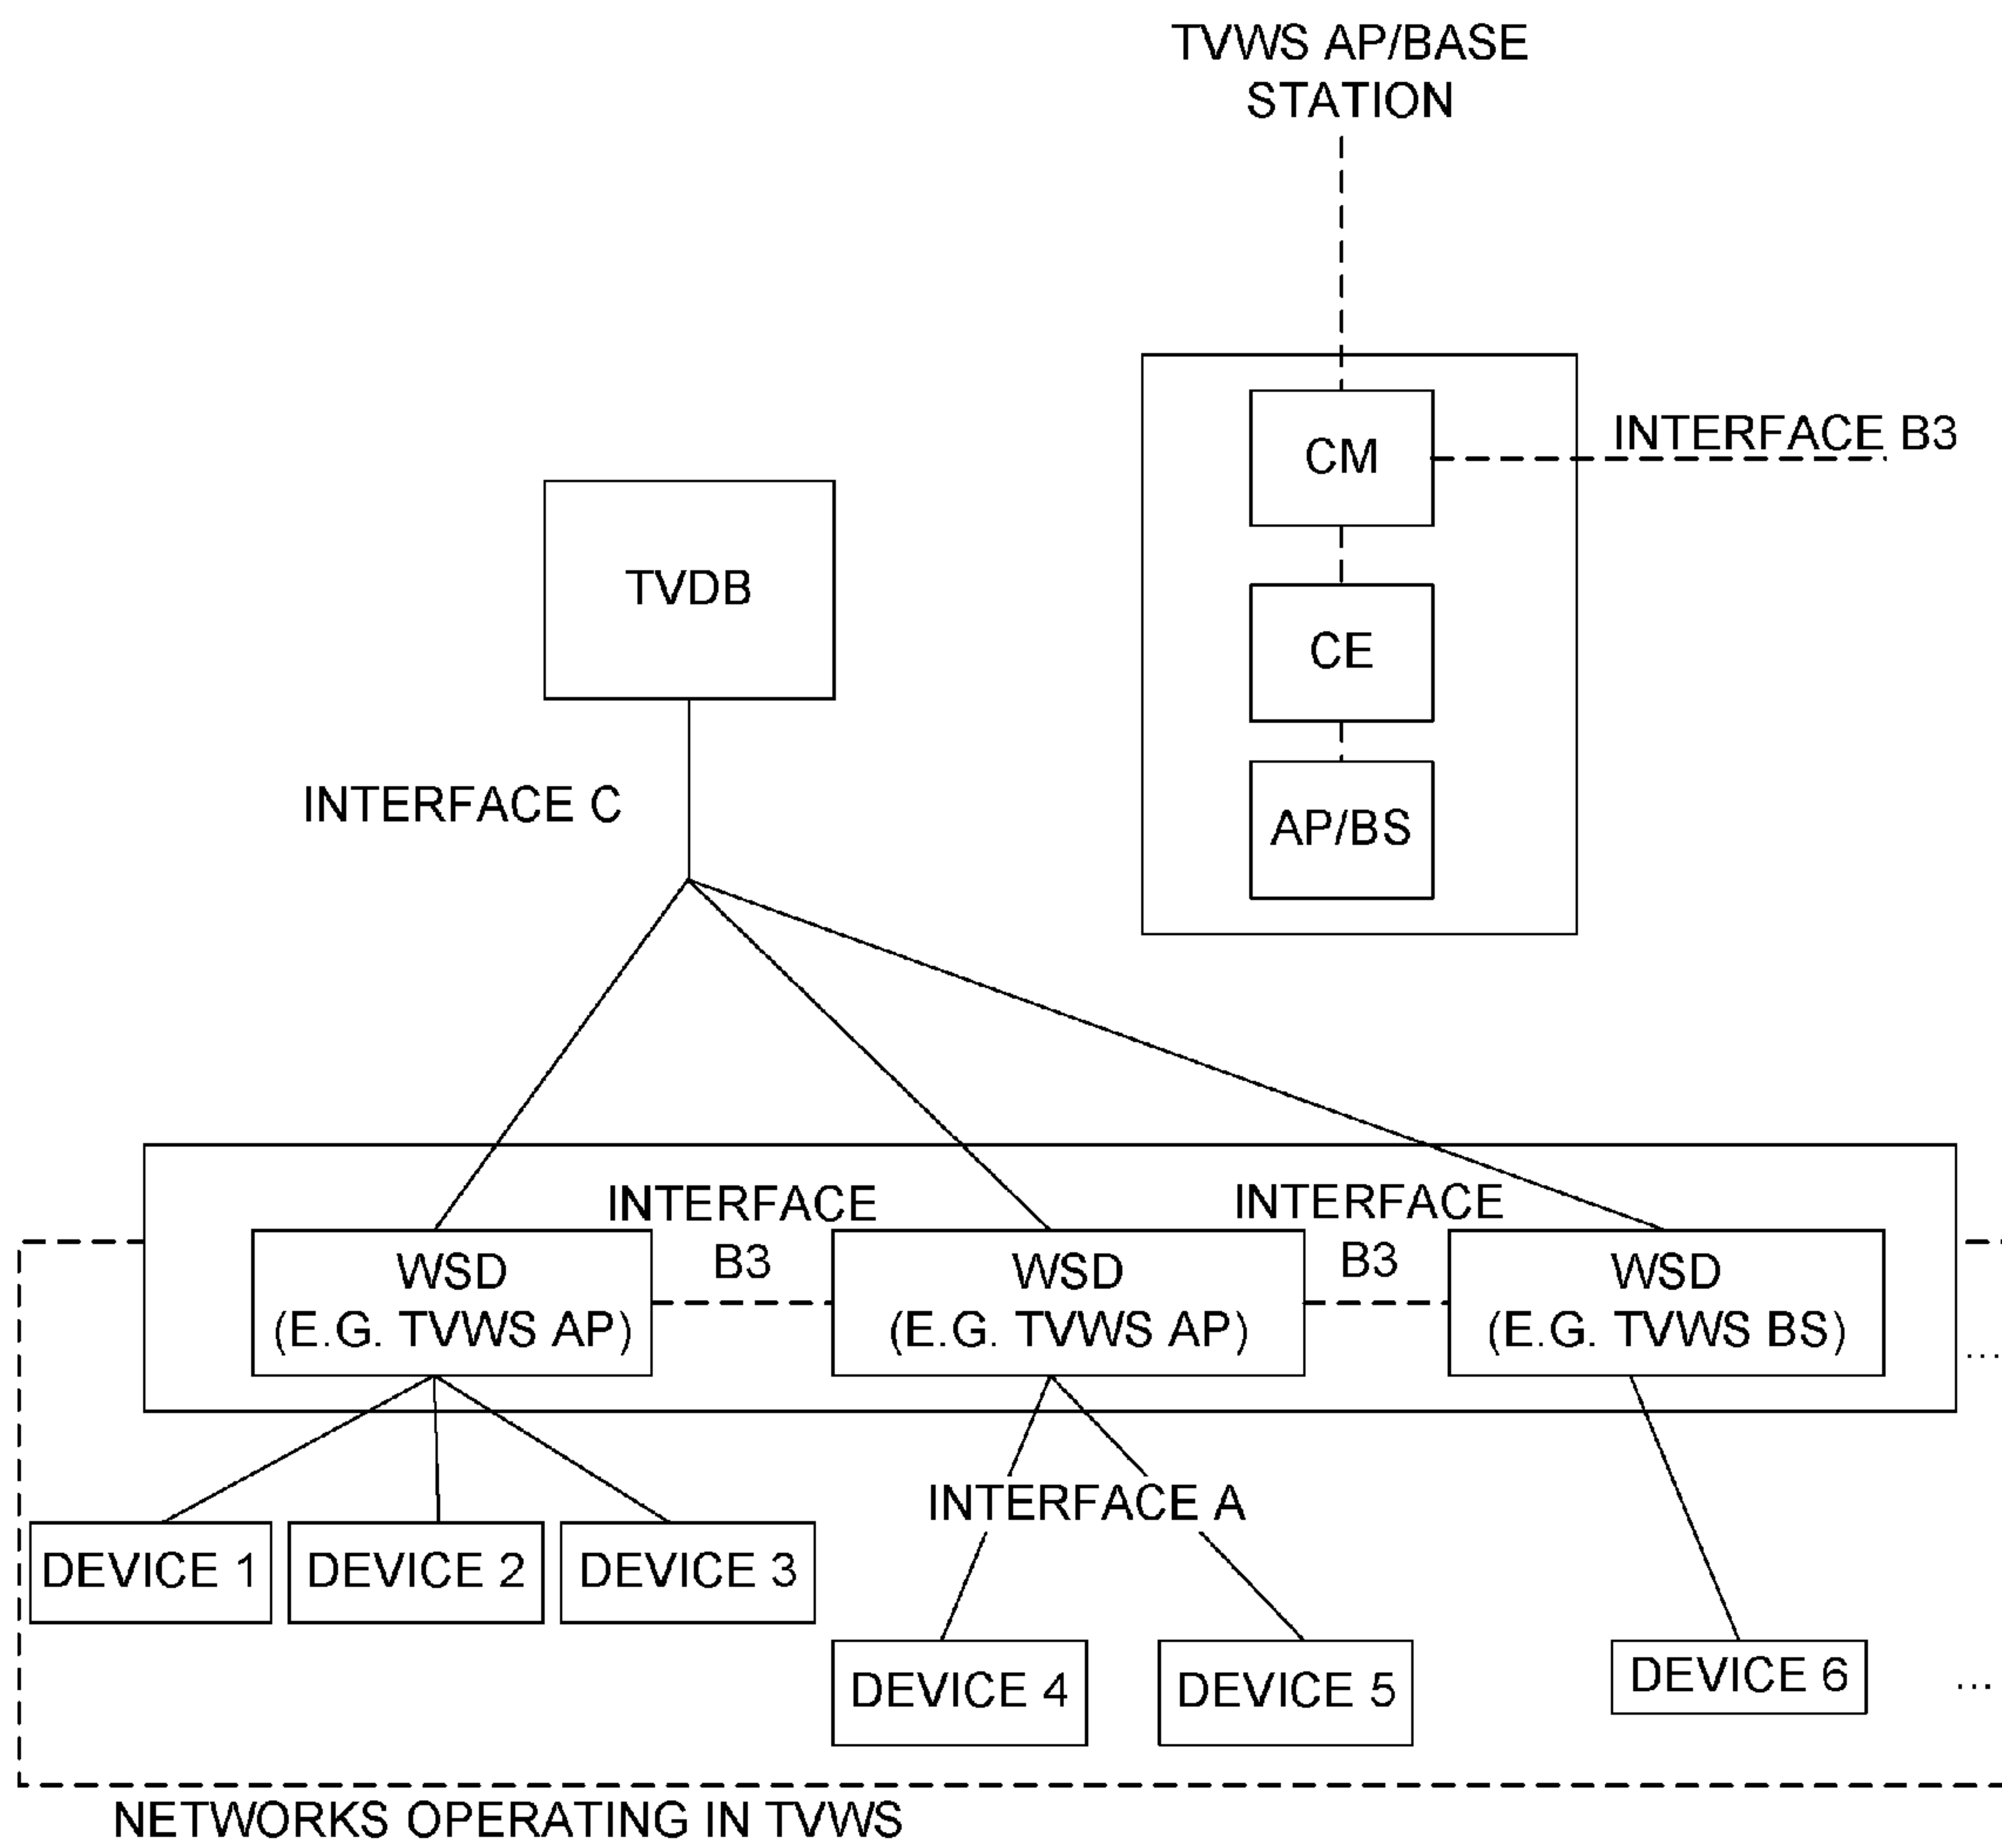 TVWS AP/BASE
STATION
CM
INTERFACE B3
TVDB
CE
INTERFACE C
AP/BS
INTERFACE
B3
INTERFACE
B3
WSD
(E.G. TVWS AP)
WSD
(E.G. TVWS AP)
WSD
(E.G. TVWS BS)
...
INTERFACE A
DEVICE 1
DEVICE 2
DEVICE 3
DEVICE 4
DEVICE 5
DEVICE 6
...
NETWORKS OPERATING IN TVWS